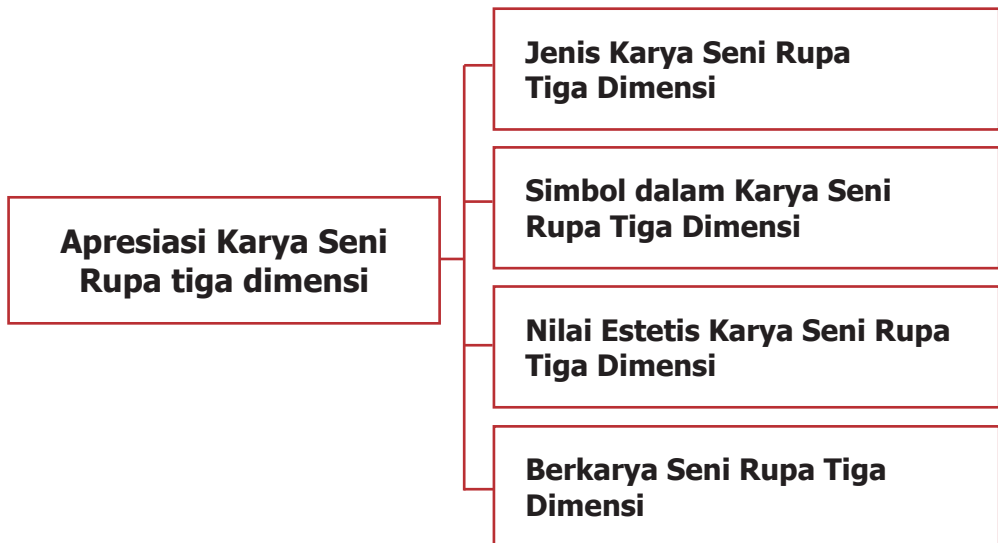 Apresiasi Karya Seni
Rupa tiga dimensi
Jenis Karya Seni Rupa
Tiga Dimensi
Simbol dalam Karya Seni
Rupa Tiga Dimensi
Nilai Estetis Karya Seni Rupa
Tiga Dimensi
Berkarya Seni Rupa Tiga
Dimensi